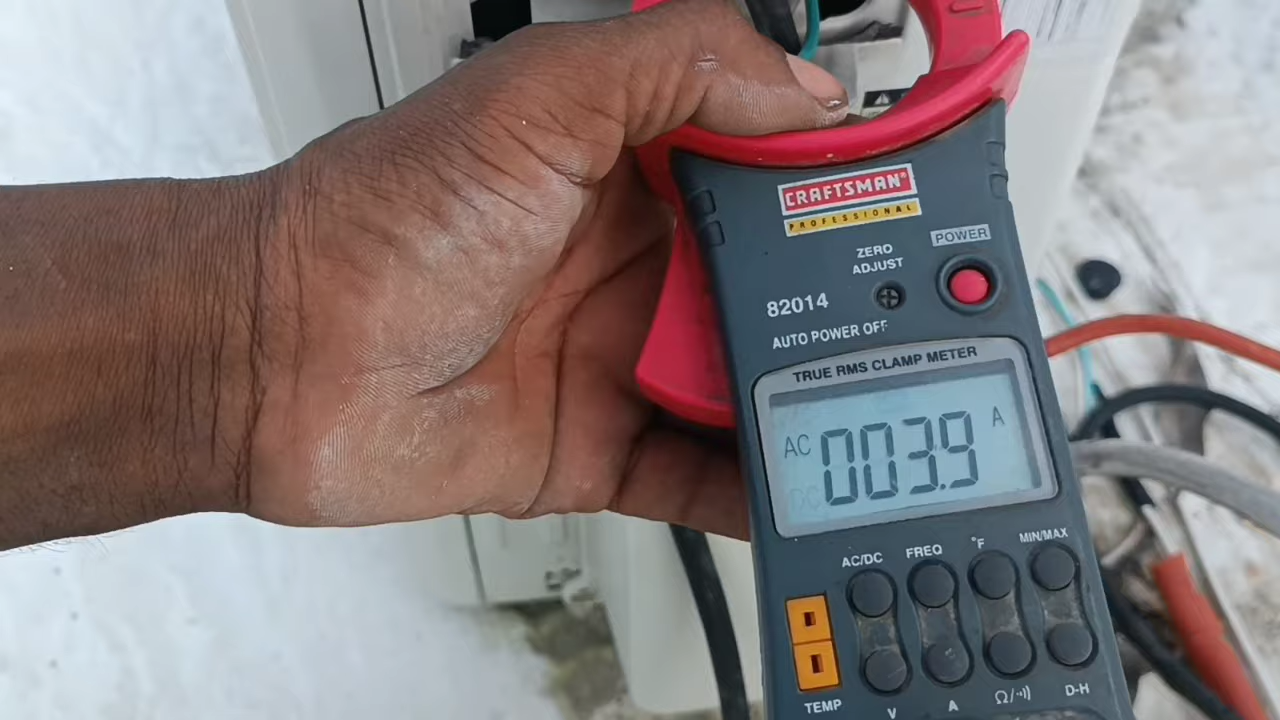 CRAFTSMAN®
PROFESSIONAL
POWER
ZERO
ADJUST
82014
AUTO POWER OFF
TRUE RMS CLAMP METER
AC
003.9
A
DC
AC/DC
FREQ
°F
MIN/MAX
TEMP
V
A
Ω/
D-H